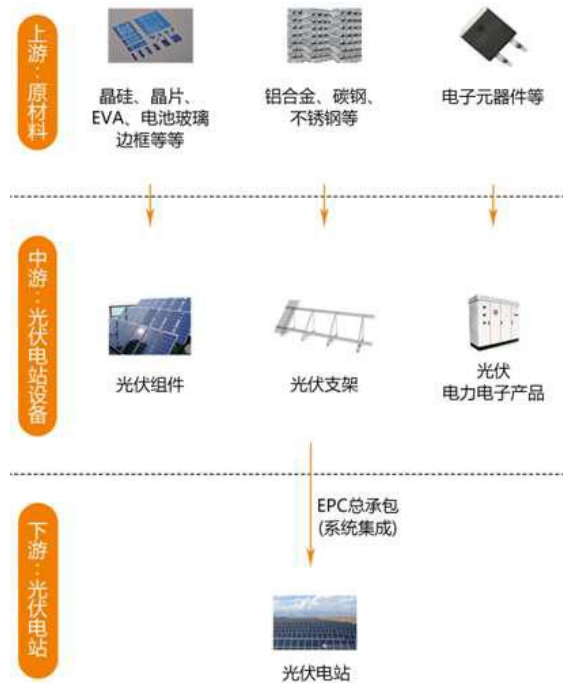 上游：原材料
晶硅、晶片、
EVA、电池玻璃
边框等等
铝合金、碳钢、
不锈钢等
电子元器件等
中游：光伏电站设备
光伏组件
光伏支架
光伏
电力电子产品
EPC总承包
(系统集成)
下游：光伏电站
光伏电站